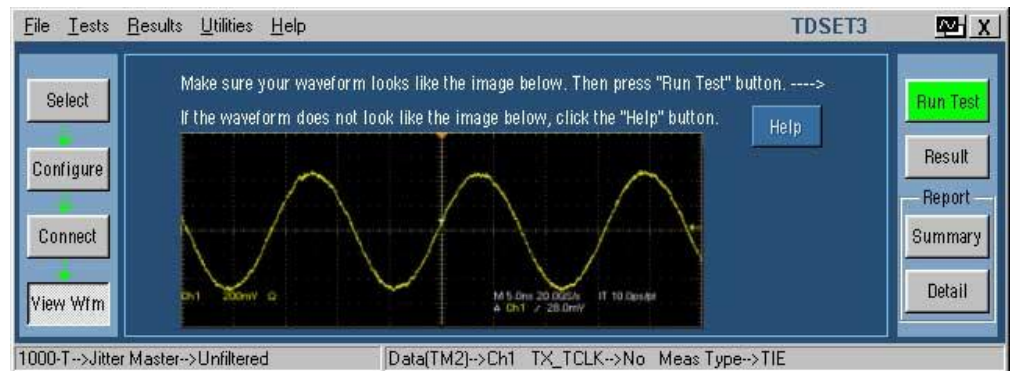 File Tests Results Utilities Help TDSET3 X
Make sure your waveform looks like the image below. Then press "Run Test" button. ---->
If the waveform does not look like the image below, click the "Help" button.
Help
Select
Configure
Connect
View Wfm
Ch1 200mV Ω
M 5.0ns 20.0GS/s IT 10.0ps/pt
A Ch1 / 28.0mV
Run Test
Result
Report
Summary
Detail
1000-T-->Jitter Master-->Unfiltered
Data(TM2)-->Ch1 TX_TCLK-->No Meas Type-->TIE